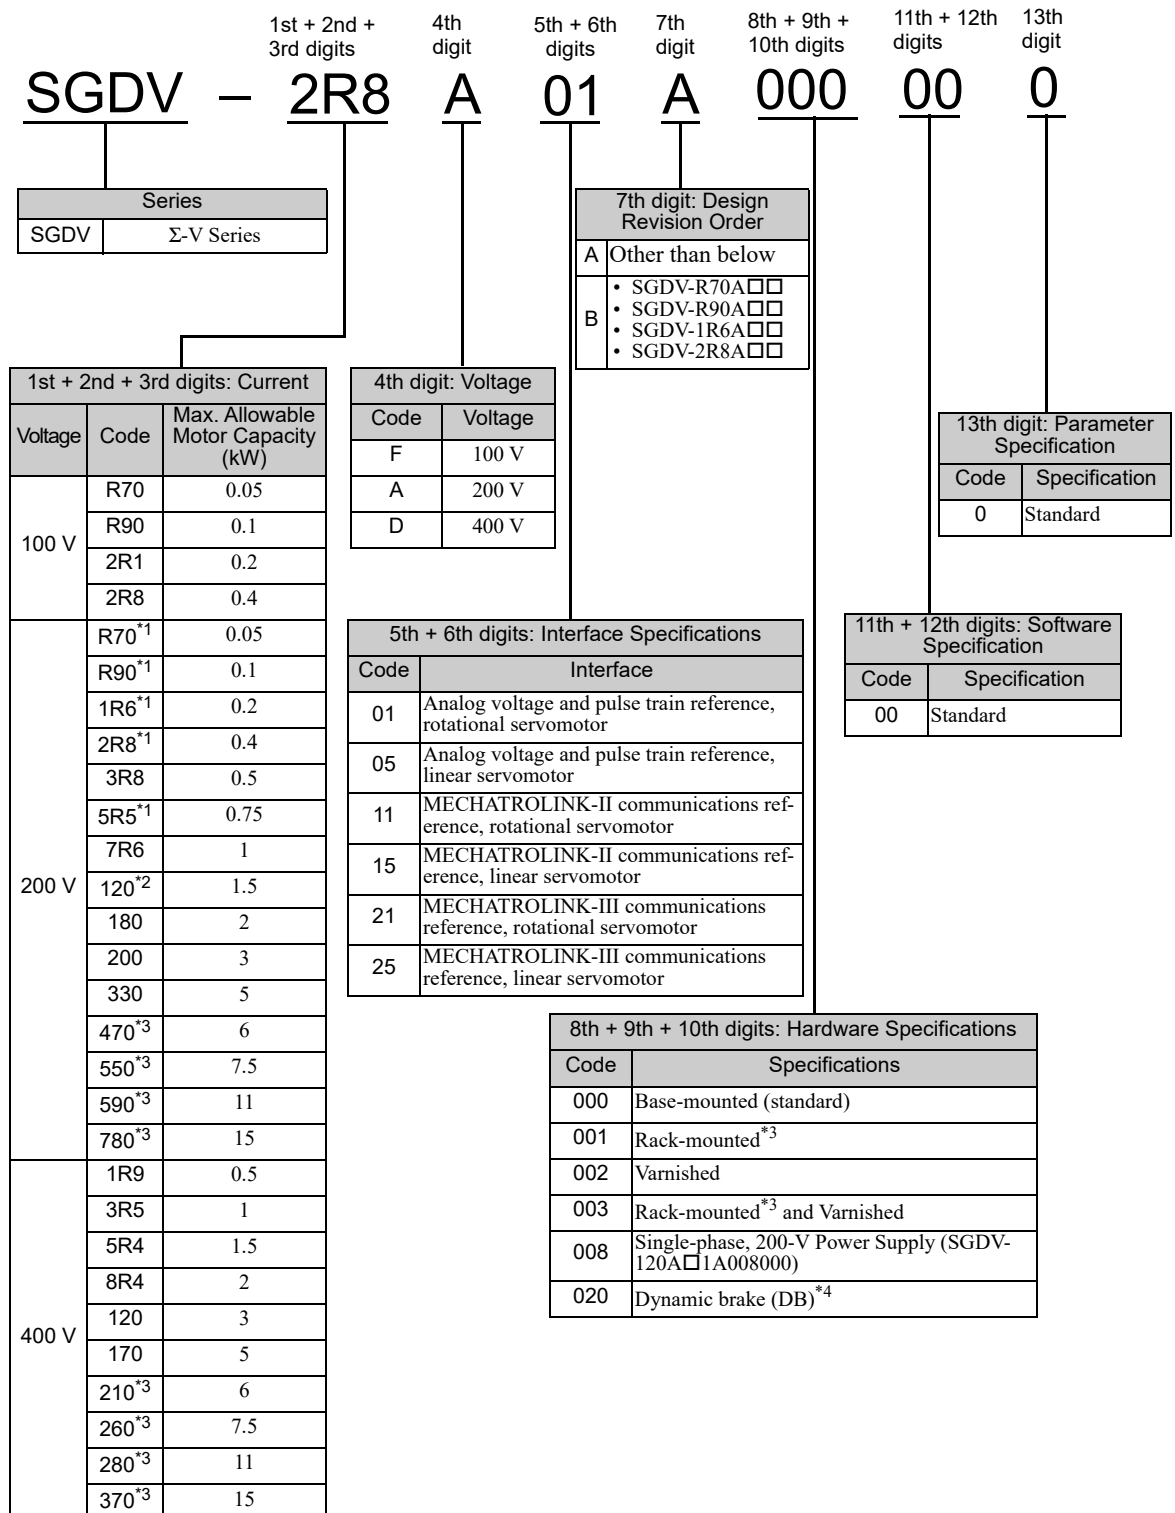 1st + 2nd +
3rd digits
4th
digit
5th + 6th
digits
7th
digit
8th + 9th +
10th digits
11th + 12th
digits
13th
digit
SGDV – 2R8 A 01 A 000 00 0
Series
SGDV Σ-V Series
7th digit: Design
Revision Order
A Other than below
B
• SGDV-R70A□□
• SGDV-R90A□□
• SGDV-1R6A□□
• SGDV-2R8A□□
1st + 2nd + 3rd digits: Current
Voltage Code Max. Allowable
Motor Capacity
(kW)
100 V
R70 0.05
R90 0.1
2R1 0.2
2R8 0.4
200 V
R70*1 0.05
R90*1 0.1
1R6*1 0.2
2R8*1 0.4
3R8 0.5
5R5*1 0.75
7R6 1
120*2 1.5
180 2
200 3
330 5
470*3 6
550*3 7.5
590*3 11
780*3 15
400 V
1R9 0.5
3R5 1
5R4 1.5
8R4 2
120 3
170 5
210*3 6
260*3 7.5
280*3 11
370*3 15
4th digit: Voltage
Code Voltage
F 100 V
A 200 V
D 400 V
13th digit: Parameter
Specification
Code Specification
0 Standard
5th + 6th digits: Interface Specifications
Code Interface
01 Analog voltage and pulse train reference,
rotational servomotor
05 Analog voltage and pulse train reference,
linear servomotor
11 MECHATROLINK-II communications ref-
erence, rotational servomotor
15 MECHATROLINK-II communications ref-
erence, linear servomotor
21 MECHATROLINK-III communications
reference, rotational servomotor
25 MECHATROLINK-III communications
reference, linear servomotor
11th + 12th digits: Software
Specification
Code Specification
00 Standard
8th + 9th + 10th digits: Hardware Specifications
Code Specifications
000 Base-mounted (standard)
001 Rack-mounted*3
002 Varnished
003 Rack-mounted*3 and Varnished
008 Single-phase, 200-V Power Supply (SGDV-
120A□1A008000)
020 Dynamic brake (DB)*4